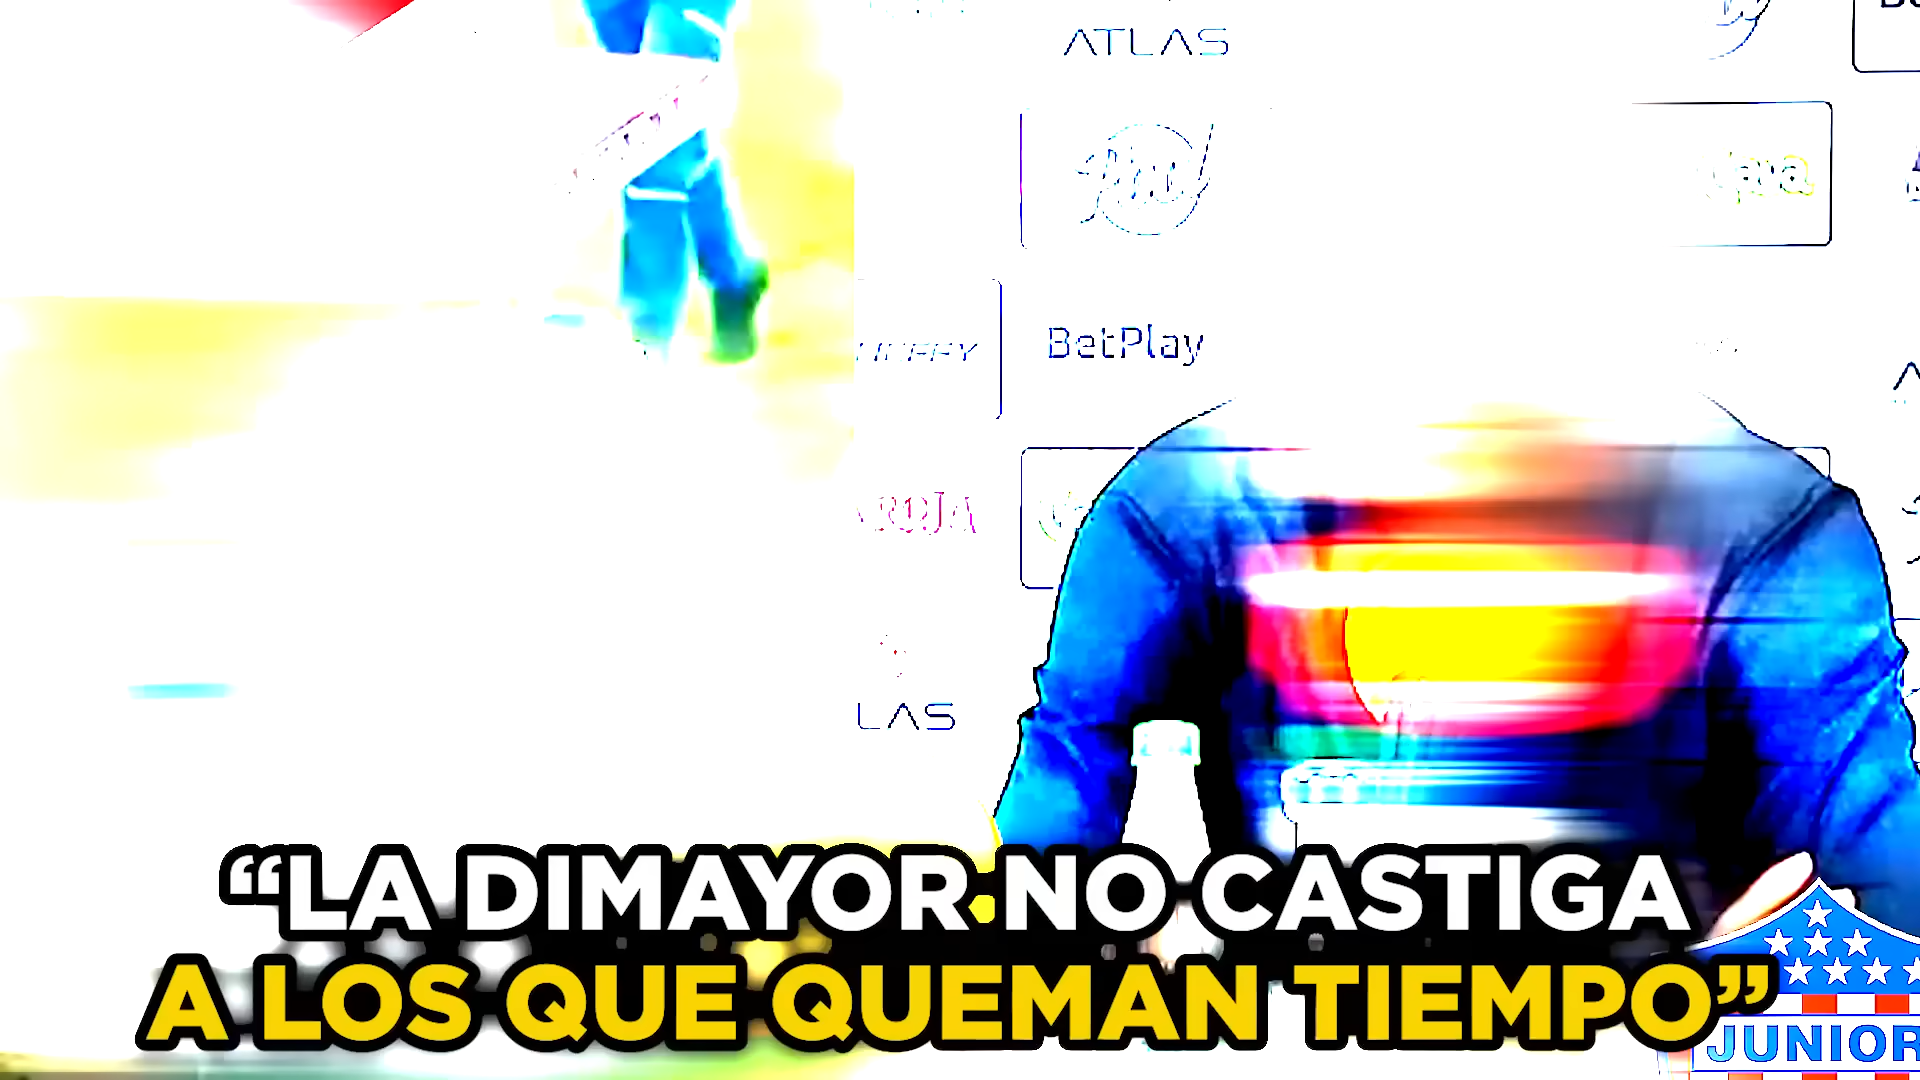 ATLAS
BetPlay
LAS
“LA DIMAYOR NO CASTIGA
A LOS QUE QUEMAN TIEMPO”
JUNIOR